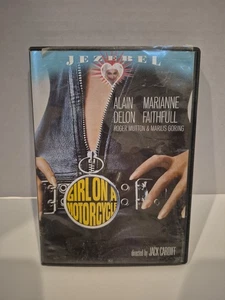 JEZEBEL
ALAIN MARIANNE
DELON FAITHFULL
ROGER MUTTON & MARIUS GORING
GIRL ON A
MOTORCYCLE
directed by JACK CARDIFF